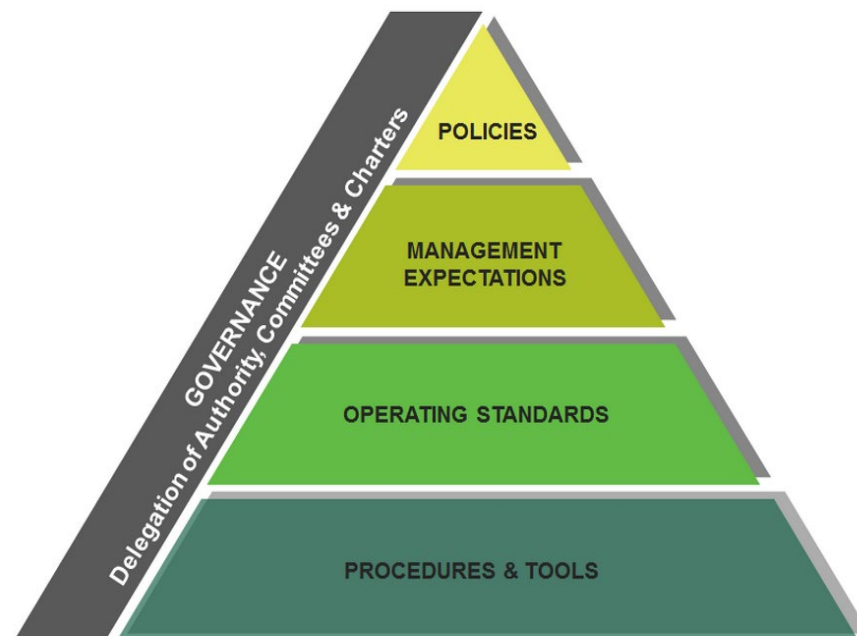 GOVERNANCE
Delegation of Authority, Committees & Charters
POLICIES
MANAGEMENT
EXPECTATIONS
OPERATING STANDARDS
PROCEDURES & TOOLS